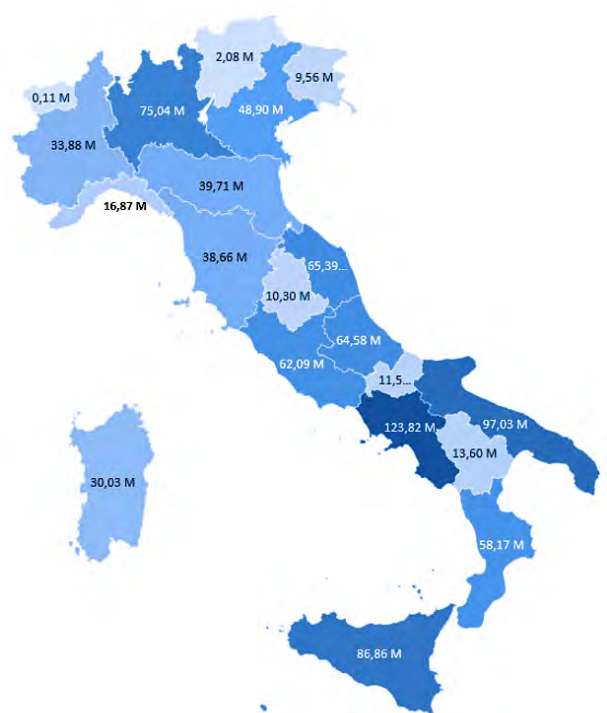 2,08 M
9,56 M
0,11 M
75,04 M
48,90 M
33,88 M
39,71 M
16,87 M
38,66 M
65,39...
10,30 M
64,58 M
62,09 M
11,5...
123,82 M
97,03 M
13,60 M
30,03 M
58,17 M
86,86 M